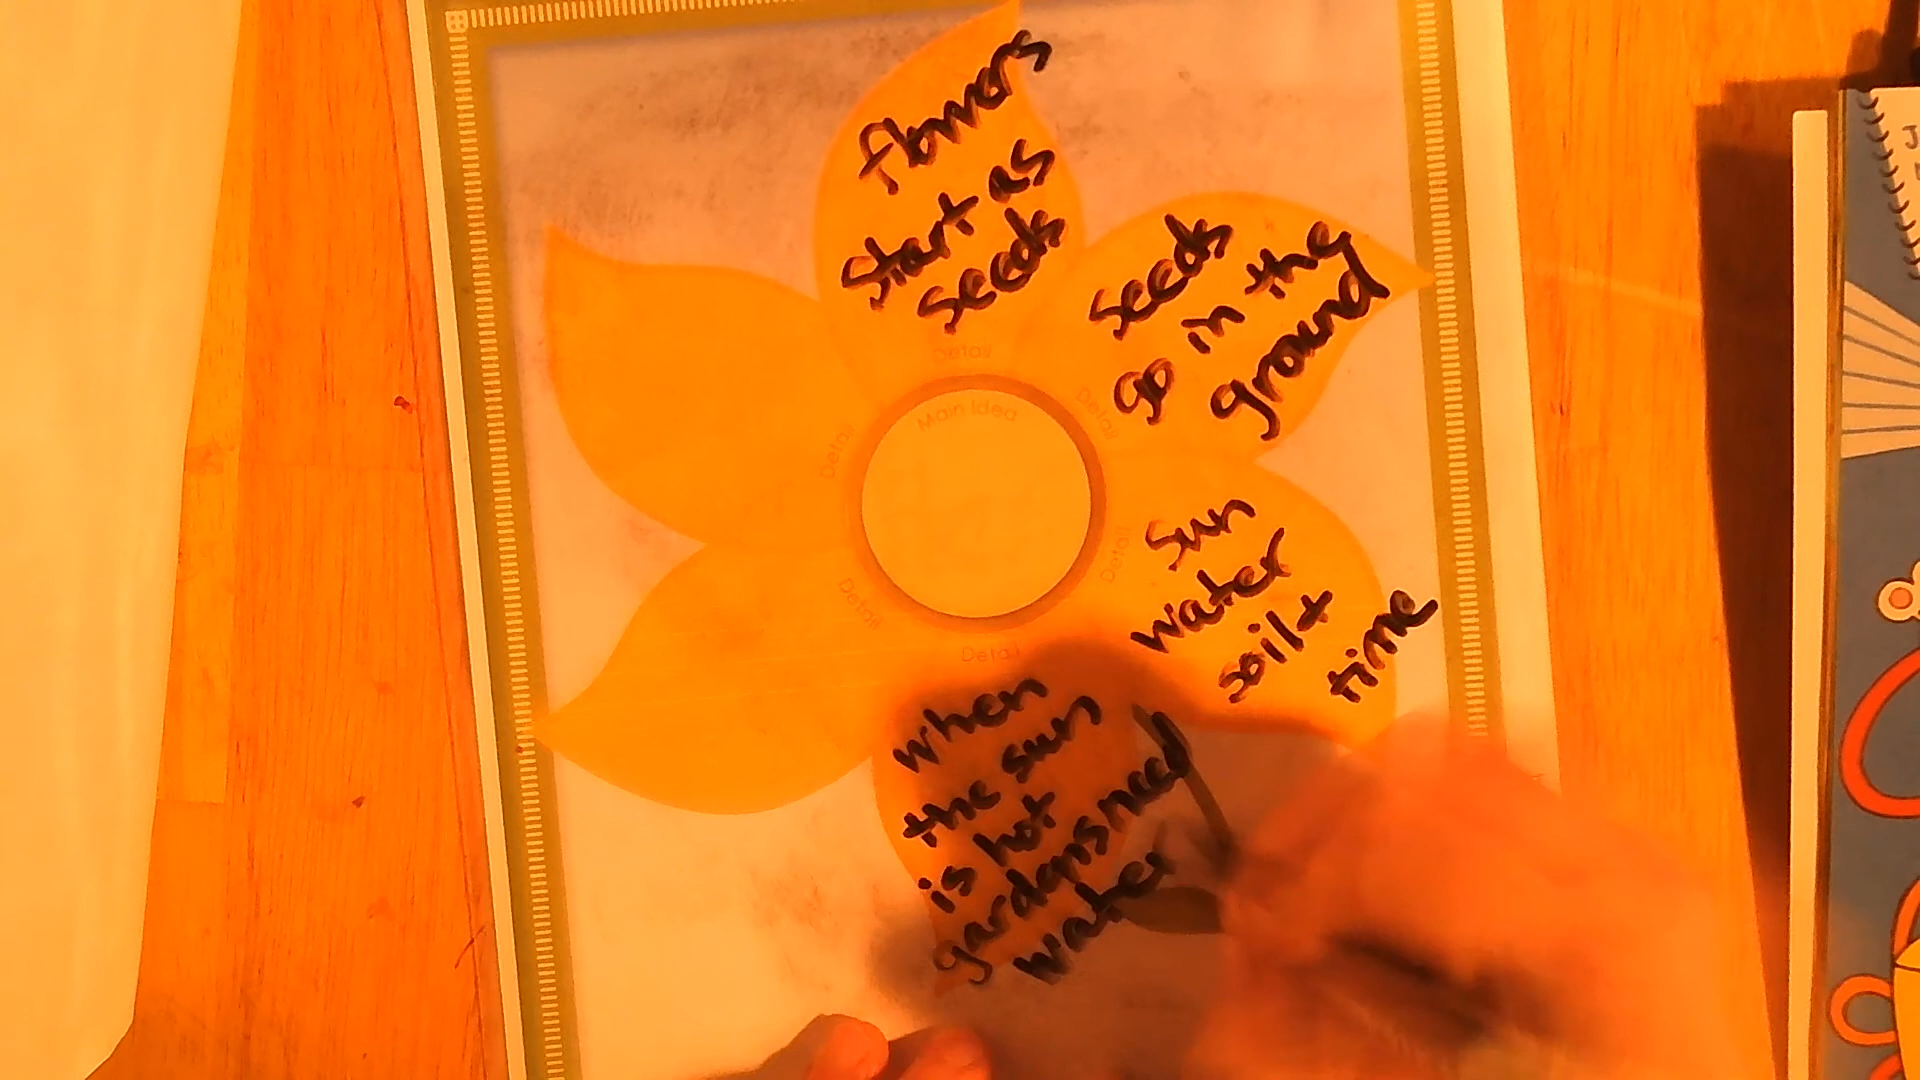 flowers
start as
seeds
Detail
seeds
go in the
ground
Detail
Main Idea
Detail
sun
water
soil +
time
Detail
Detail
Detail
when
the sun
is hot
gardens need
water